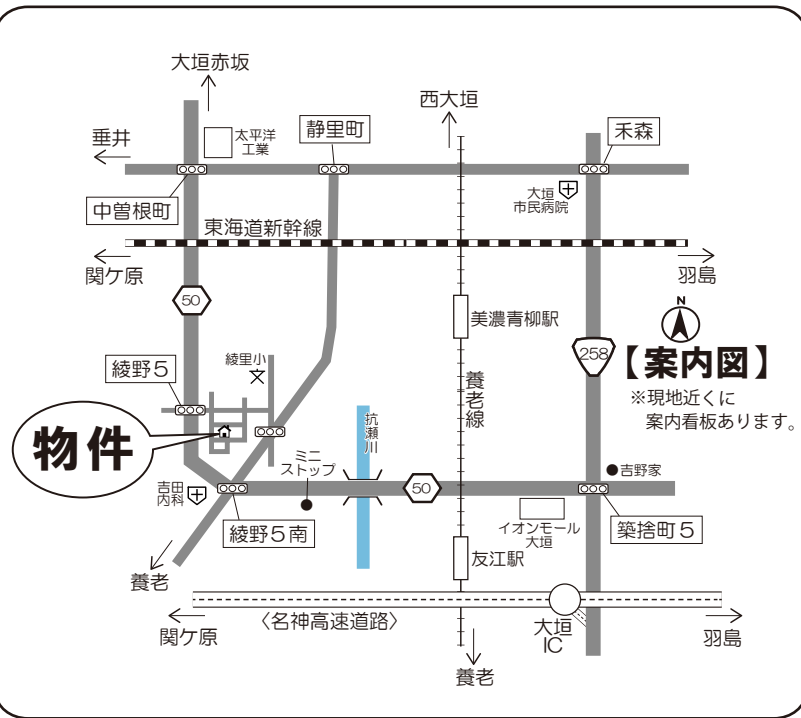 大垣赤坂
西大垣
垂井
太平洋
工業
静里町
禾森
中曽根町
大垣
市民病院
東海道新幹線
関ケ原
羽島
50
美濃青柳駅
N
258
【案内図】
※現地近くに
案内看板あります。
綾野5
綾里小
文
養老線
物件
抗瀬川
ミニ
ストップ
吉田
内科
50
吉野家
綾野5南
イオンモール
大垣
築捨町5
友江駅
養老
関ケ原
〈名神高速道路〉
大垣
IC
羽島
養老